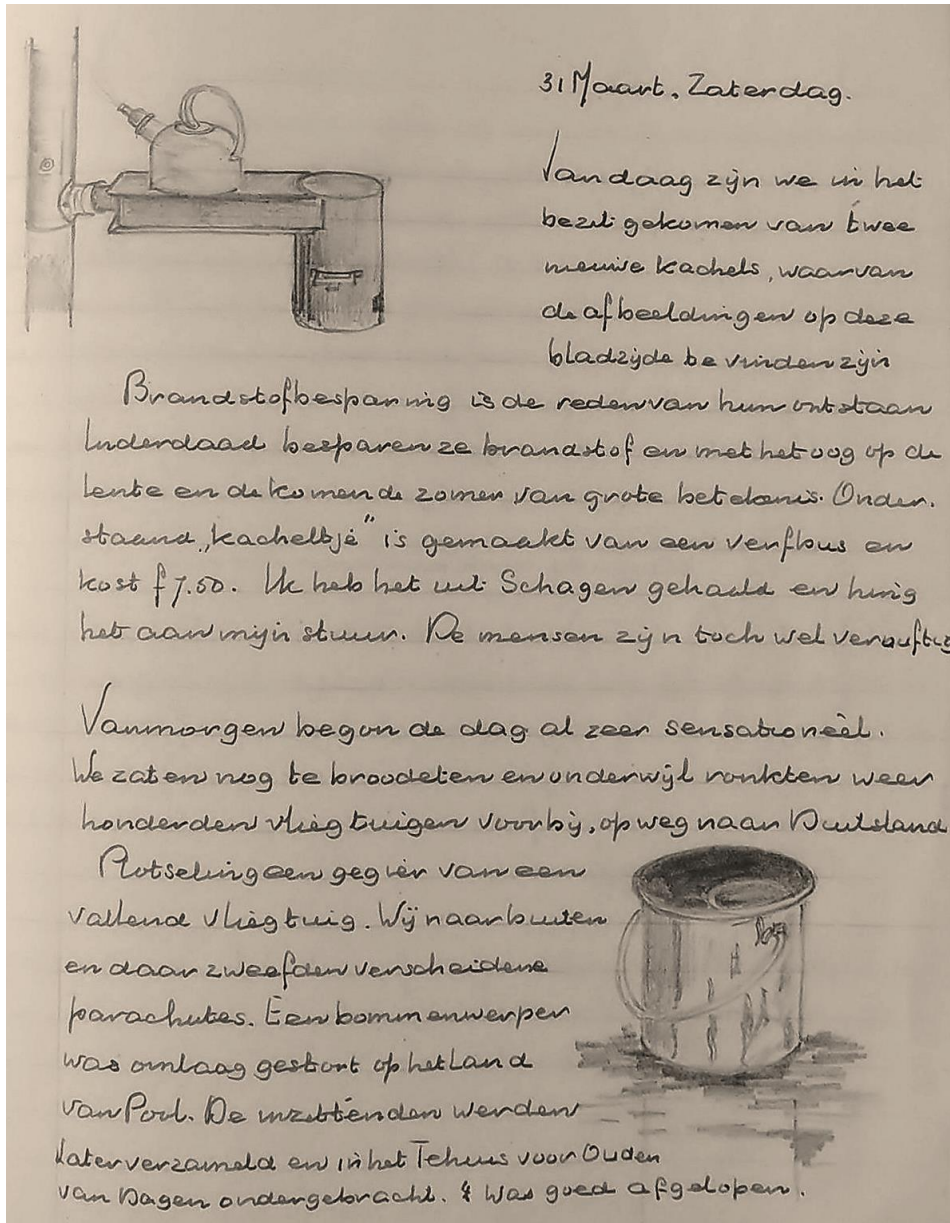 31 Maart. Zaterdag.
Vandaag zijn we in het
bezit gekomen van twee
nieuwe kachels, waarvan
de afbeeldingen op deze
bladzijde be vinden zijn
Brandstofbesparing is de reden van hun ontstaan
Inderdaad besparen ze brandstof en met het oog op de
lente en de komende zomer van grote betekenis. Onder.
staand „kacheltje" is gemaakt van een verfbus en
kost f 7.50. Ik heb het uit Schagen gehaald en hing
het aan mijn stuur. De mensen zijn toch wel vernuftig
Vanmorgen begon de dag al zeer sensationeel.
We zaten nog te broodeten en onderwijl ronkten weer
honderden vliegtuigen voorbij, op weg naar Duitsland
Plotseling een gegier van een
vallend vliegtuig. Wij naar buiten
en daar zweefden verscheidene
parachutes. Een bommenwerper
was omlaag gestort op het Land
van Pool. De inzittenden werden
later verzameld en in het Tehuis voor Ouden
van Dagen ondergebracht. 't Was goed afgelopen.